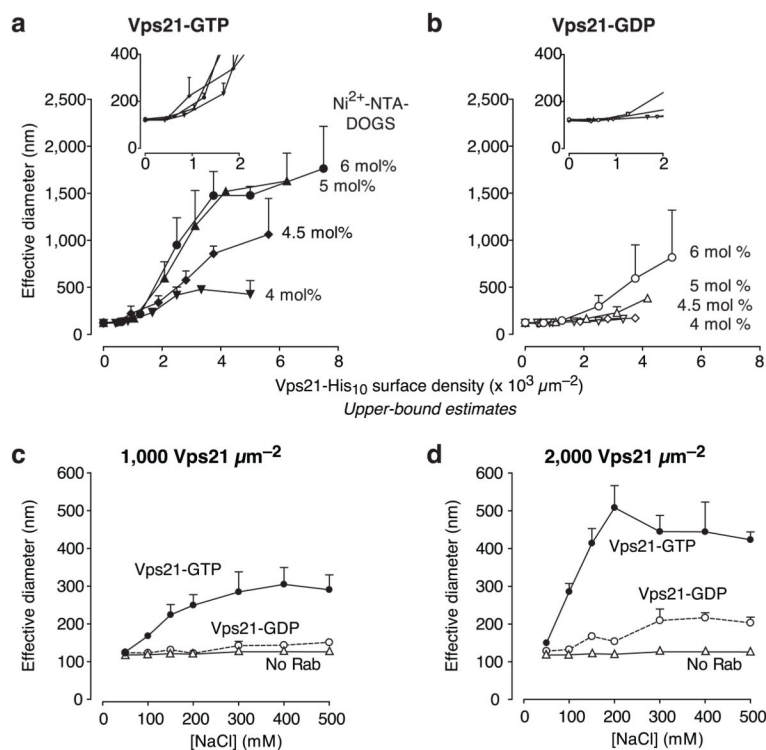 a
Vps21-GTP
b
Vps21-GDP
400
200
0
0 1 2
Ni2+-NTA-
DOGS
2,500
2,000
1,500
1,000
500
0
Effective diameter (nm)
6 mol%
5 mol%
4.5 mol%
4 mol%
0 2 4 6 8
400
200
0
0 1 2
2,500
2,000
1,500
1,000
500
0
6 mol %
5 mol %
4.5 mol %
4 mol %
0 2 4 6 8
Vps21-His10 surface density (x 10³ µm⁻²)
Upper-bound estimates
c
1,000 Vps21 µm⁻²
600
500
400
300
200
100
0
Effective diameter (nm)
Vps21-GTP
Vps21-GDP
No Rab
0 100 200 300 400 500
[NaCl] (mM)
d
2,000 Vps21 µm⁻²
600
500
400
300
200
100
0
Effective diameter (nm)
Vps21-GTP
Vps21-GDP
No Rab
0 100 200 300 400 500
[NaCl] (mM)